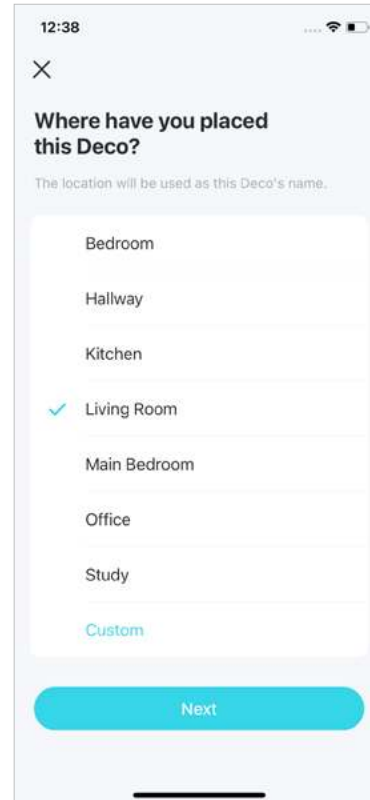 12:38
Where have you placed
this Deco?
The location will be used as this Deco's name.
Bedroom
Hallway
Kitchen
Living Room
Main Bedroom
Office
Study
Custom
Next